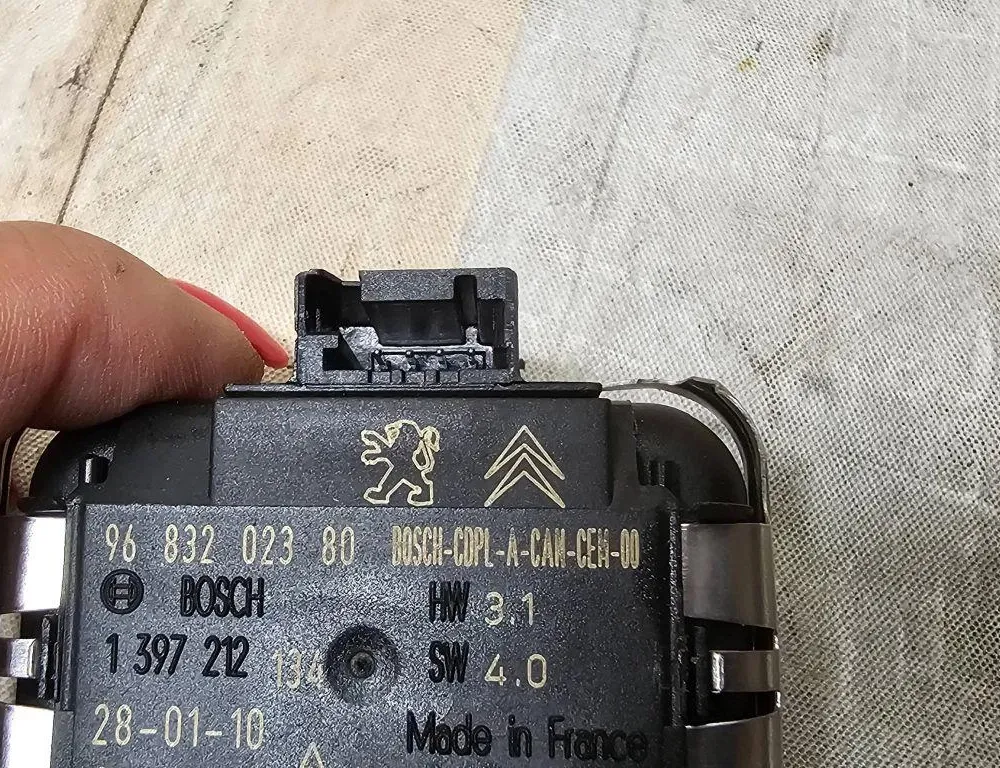 96 832 023 80 BOSCH-CDPL-A-CAN-CEM-00
BOSCH HW 3.1
1 397 212 134 SW 4.0
28-01-10 Made in France